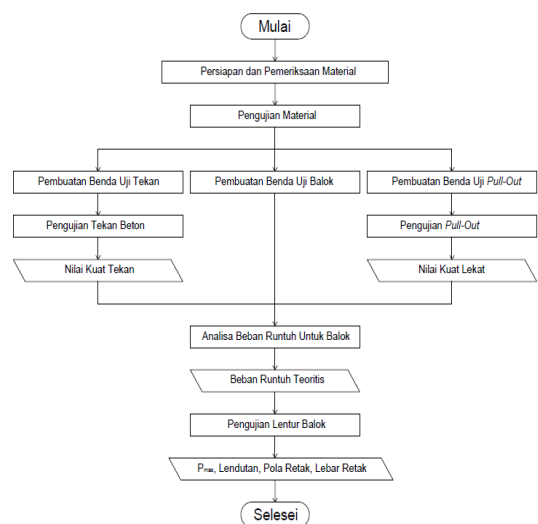 Mulai
Persiapan dan Pemeriksaan Material
Pengujian Material
Pembuatan Benda Uji Tekan
Pembuatan Benda Uji Balok
Pembuatan Benda Uji Pull-Out
Pengujian Tekan Beton
Pengujian Pull-Out
Nilai Kuat Tekan
Nilai Kuat Lekat
Analisa Beban Runtuh Untuk Balok
Beban Runtuh Teoritis
Pengujian Lentur Balok
Pmax, Lendutan, Pola Retak, Lebar Retak
Selesei